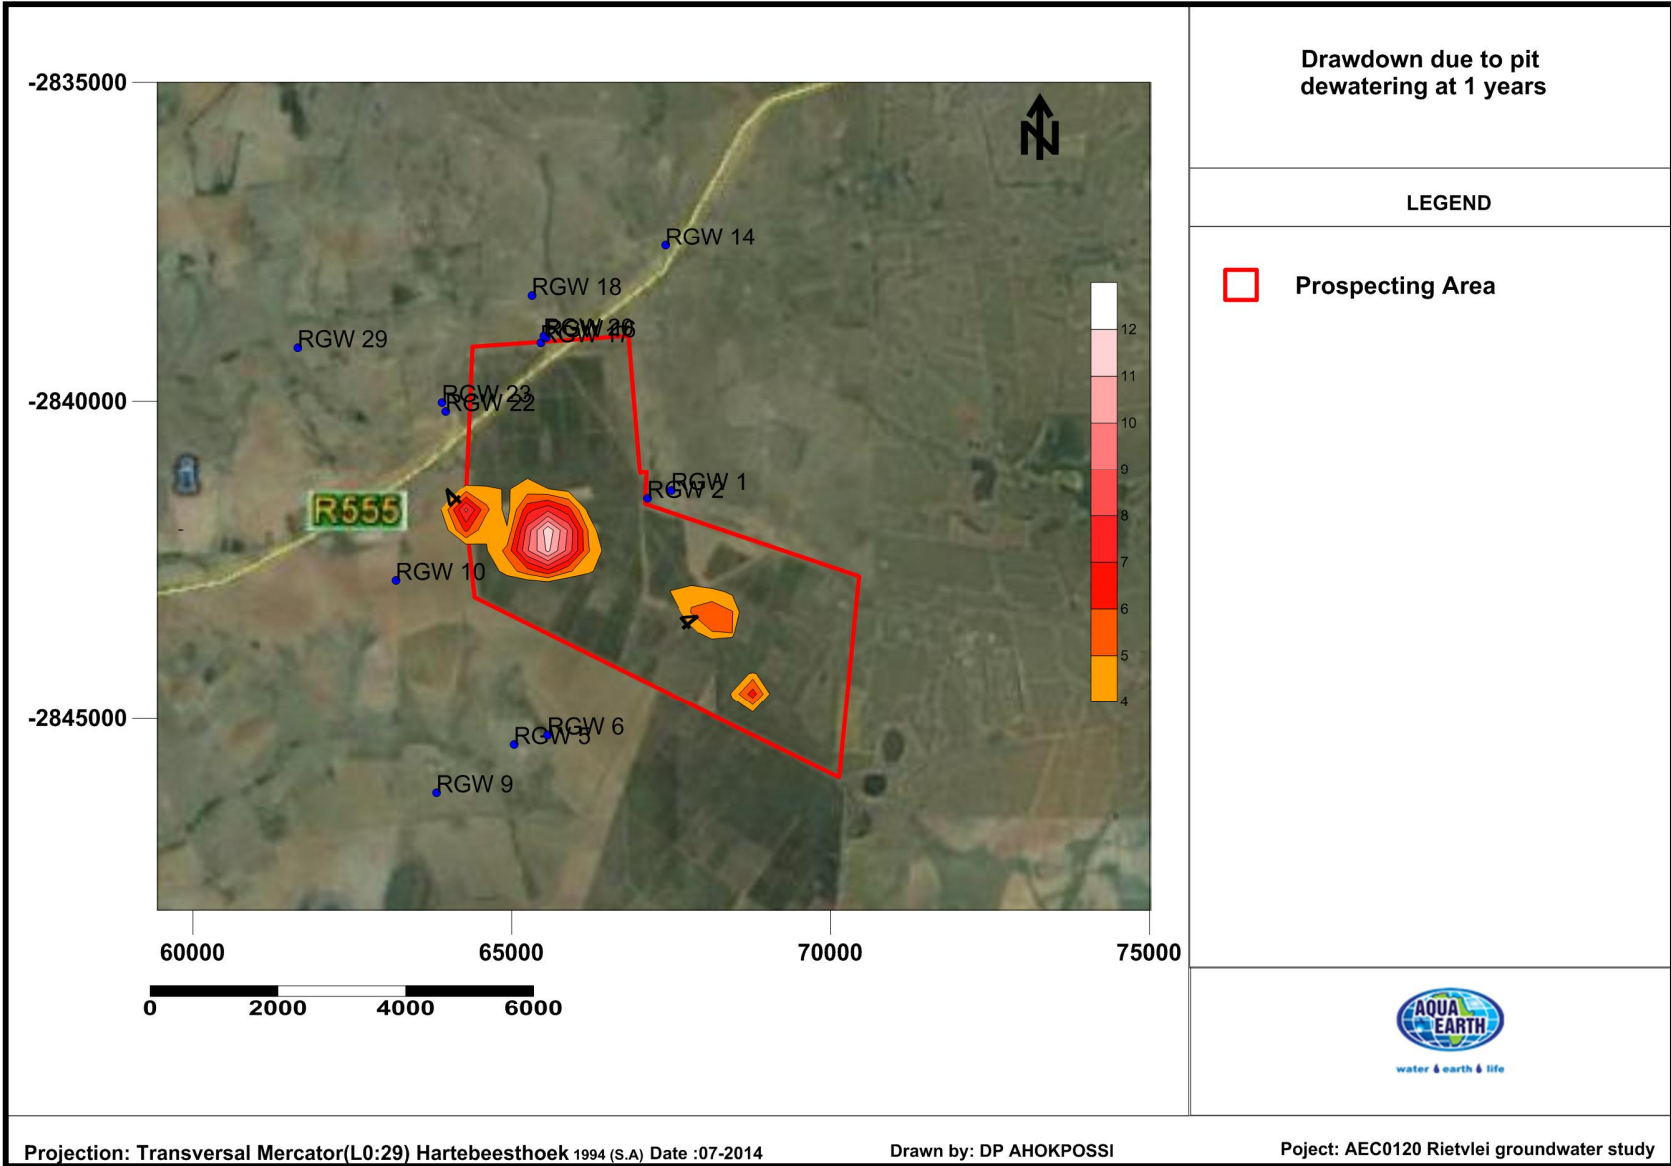 Drawdown due to pit
dewatering at 1 years
LEGEND
Prospecting Area
-2835000
-2840000
-2845000
RGW 14
RGW 18
RGW 29
RGW 23
RGW 22
RGW 1
RGW 2
R555
RGW 10
RGW 6
RGW 5
RGW 9
4
4
N
12
11
10
9
8
7
6
5
4
60000
65000
70000
75000
0
2000
4000
6000
AQUA
EARTH
water earth life
Projection: Transversal Mercator(L0:29) Hartebeesthoek 1994 (S.A) Date :07-2014
Drawn by: DP AHOKPOSSI
Poject: AEC0120 Rietvlei groundwater study